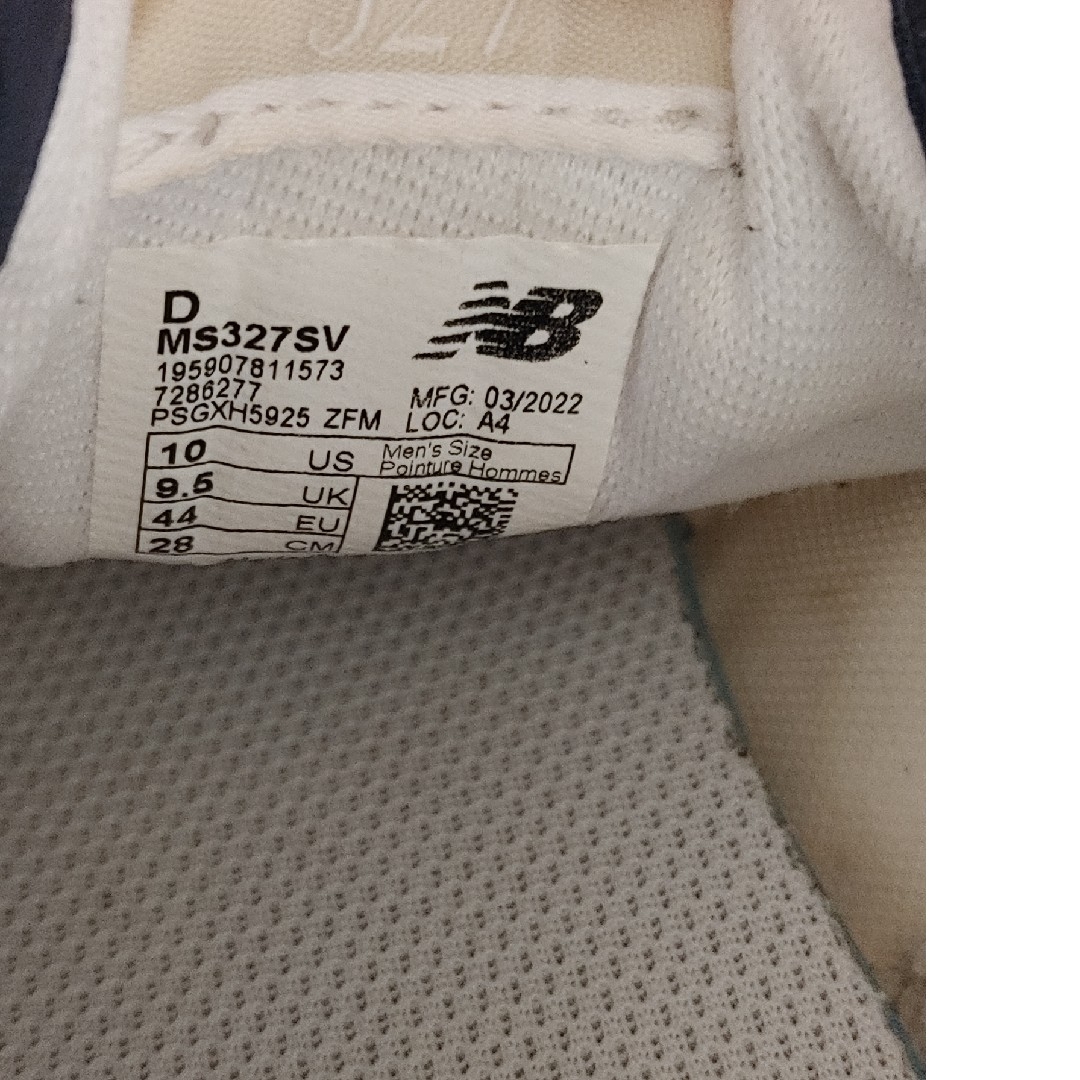 327
D
NB
MS327SV
195907811573
7286277
MFG: 03/2022
PSGXH5925 ZFM LOC: A4
10 US Men's Size
Pointure Hommes
9.5 UK
44 EU
28 CM